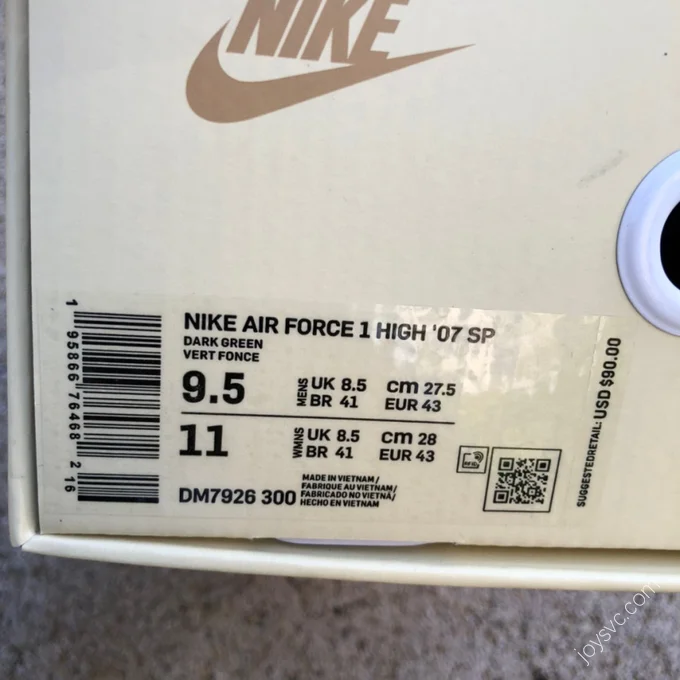 NIKE
NIKE AIR FORCE 1 HIGH '07 SP
DARK GREEN
VERT FONCE
9.5 MENS UK 8.5 cm 27.5
BR 41 EUR 43
11 WMNS UK 8.5 cm 28
BR 41 EUR 43
DM7926 300
MADE IN VIETNAM /
FABRIQUE AU VIETNAM/
FABRICADO NO VIETNÃ/
HECHO EN VIETNAM
RFID
SUGGESTED RETAIL: USD $90.00
1 95866 76468 2 16
joysvc.com